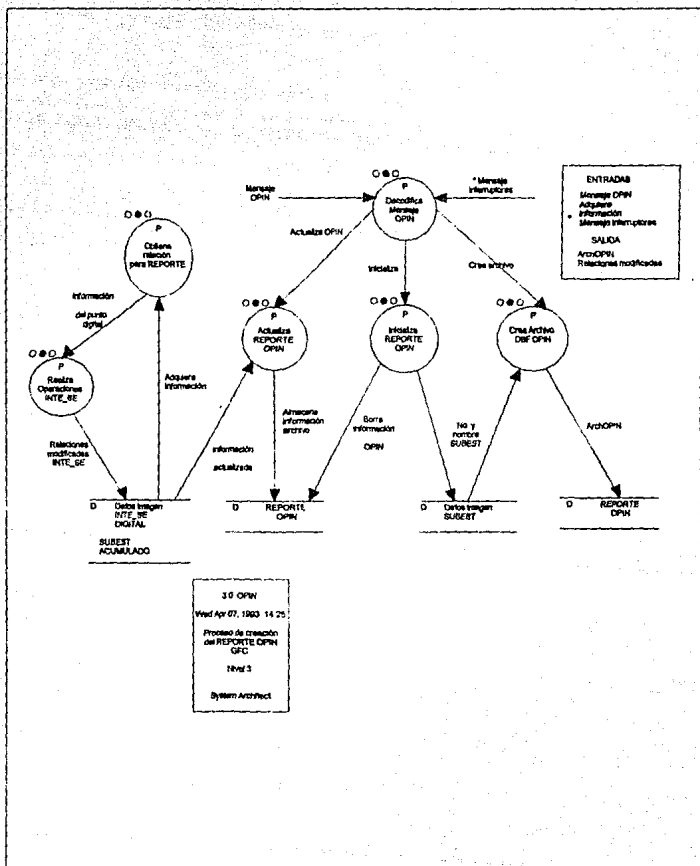 P
Decodifica
Mensaje
OPIN
Mensaje
OPIN
* Mensaje
Interruptores
ENTRADAS
Mensaje OPIN
Adquiere
Información
* Mensaje Interruptores
SALIDA
ArchOPIN
Relaciones modificadas
P
Obtiene
relación
para REPORTE
Actualiza OPIN
Inicializa
Crea archivo
Información
del punto
digital
P
Actualiza
REPORTE
OPIN
P
Inicializa
REPORTE
OPIN
P
Crea Archivo
DBF OPIN
P
Realiza
Operaciones
INTE_SE
Adquiere
Información
Relaciones
modificadas
INTE_SE
Información
actualizada
Almacena
información
archivo
Borra
Información
OPIN
No. y
nombre
SUBEST
ArchOPIN
D Datos Imagen
INTE_SE
DIGITAL
SUBEST
ACUMULADO
D REPORTE
OPIN
D Datos Imagen
SUBEST
D REPORTE
OPIN
3.0 OPIN
Wed Apr 07, 1993 14:25
Proceso de creación
del REPORTE OPIN
GFC
Nivel 3
System Architect